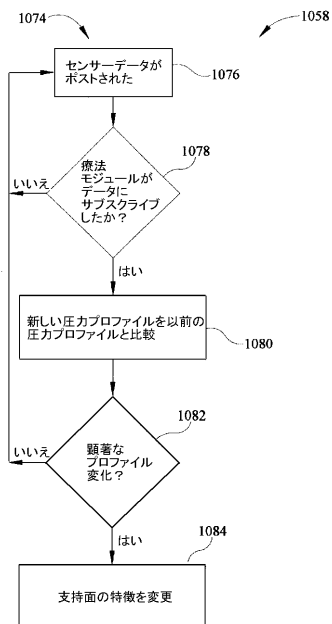 1074
1058
センサーデータが
ポストされた
1076
療法
モジュールが
データに
サブスクライブ
したか？
1078
いいえ
はい
新しい圧力プロファイルを以前の
圧力プロファイルと比較
1080
顕著な
プロファイル
変化？
1082
いいえ
はい
1084
支持面の特徴を変更